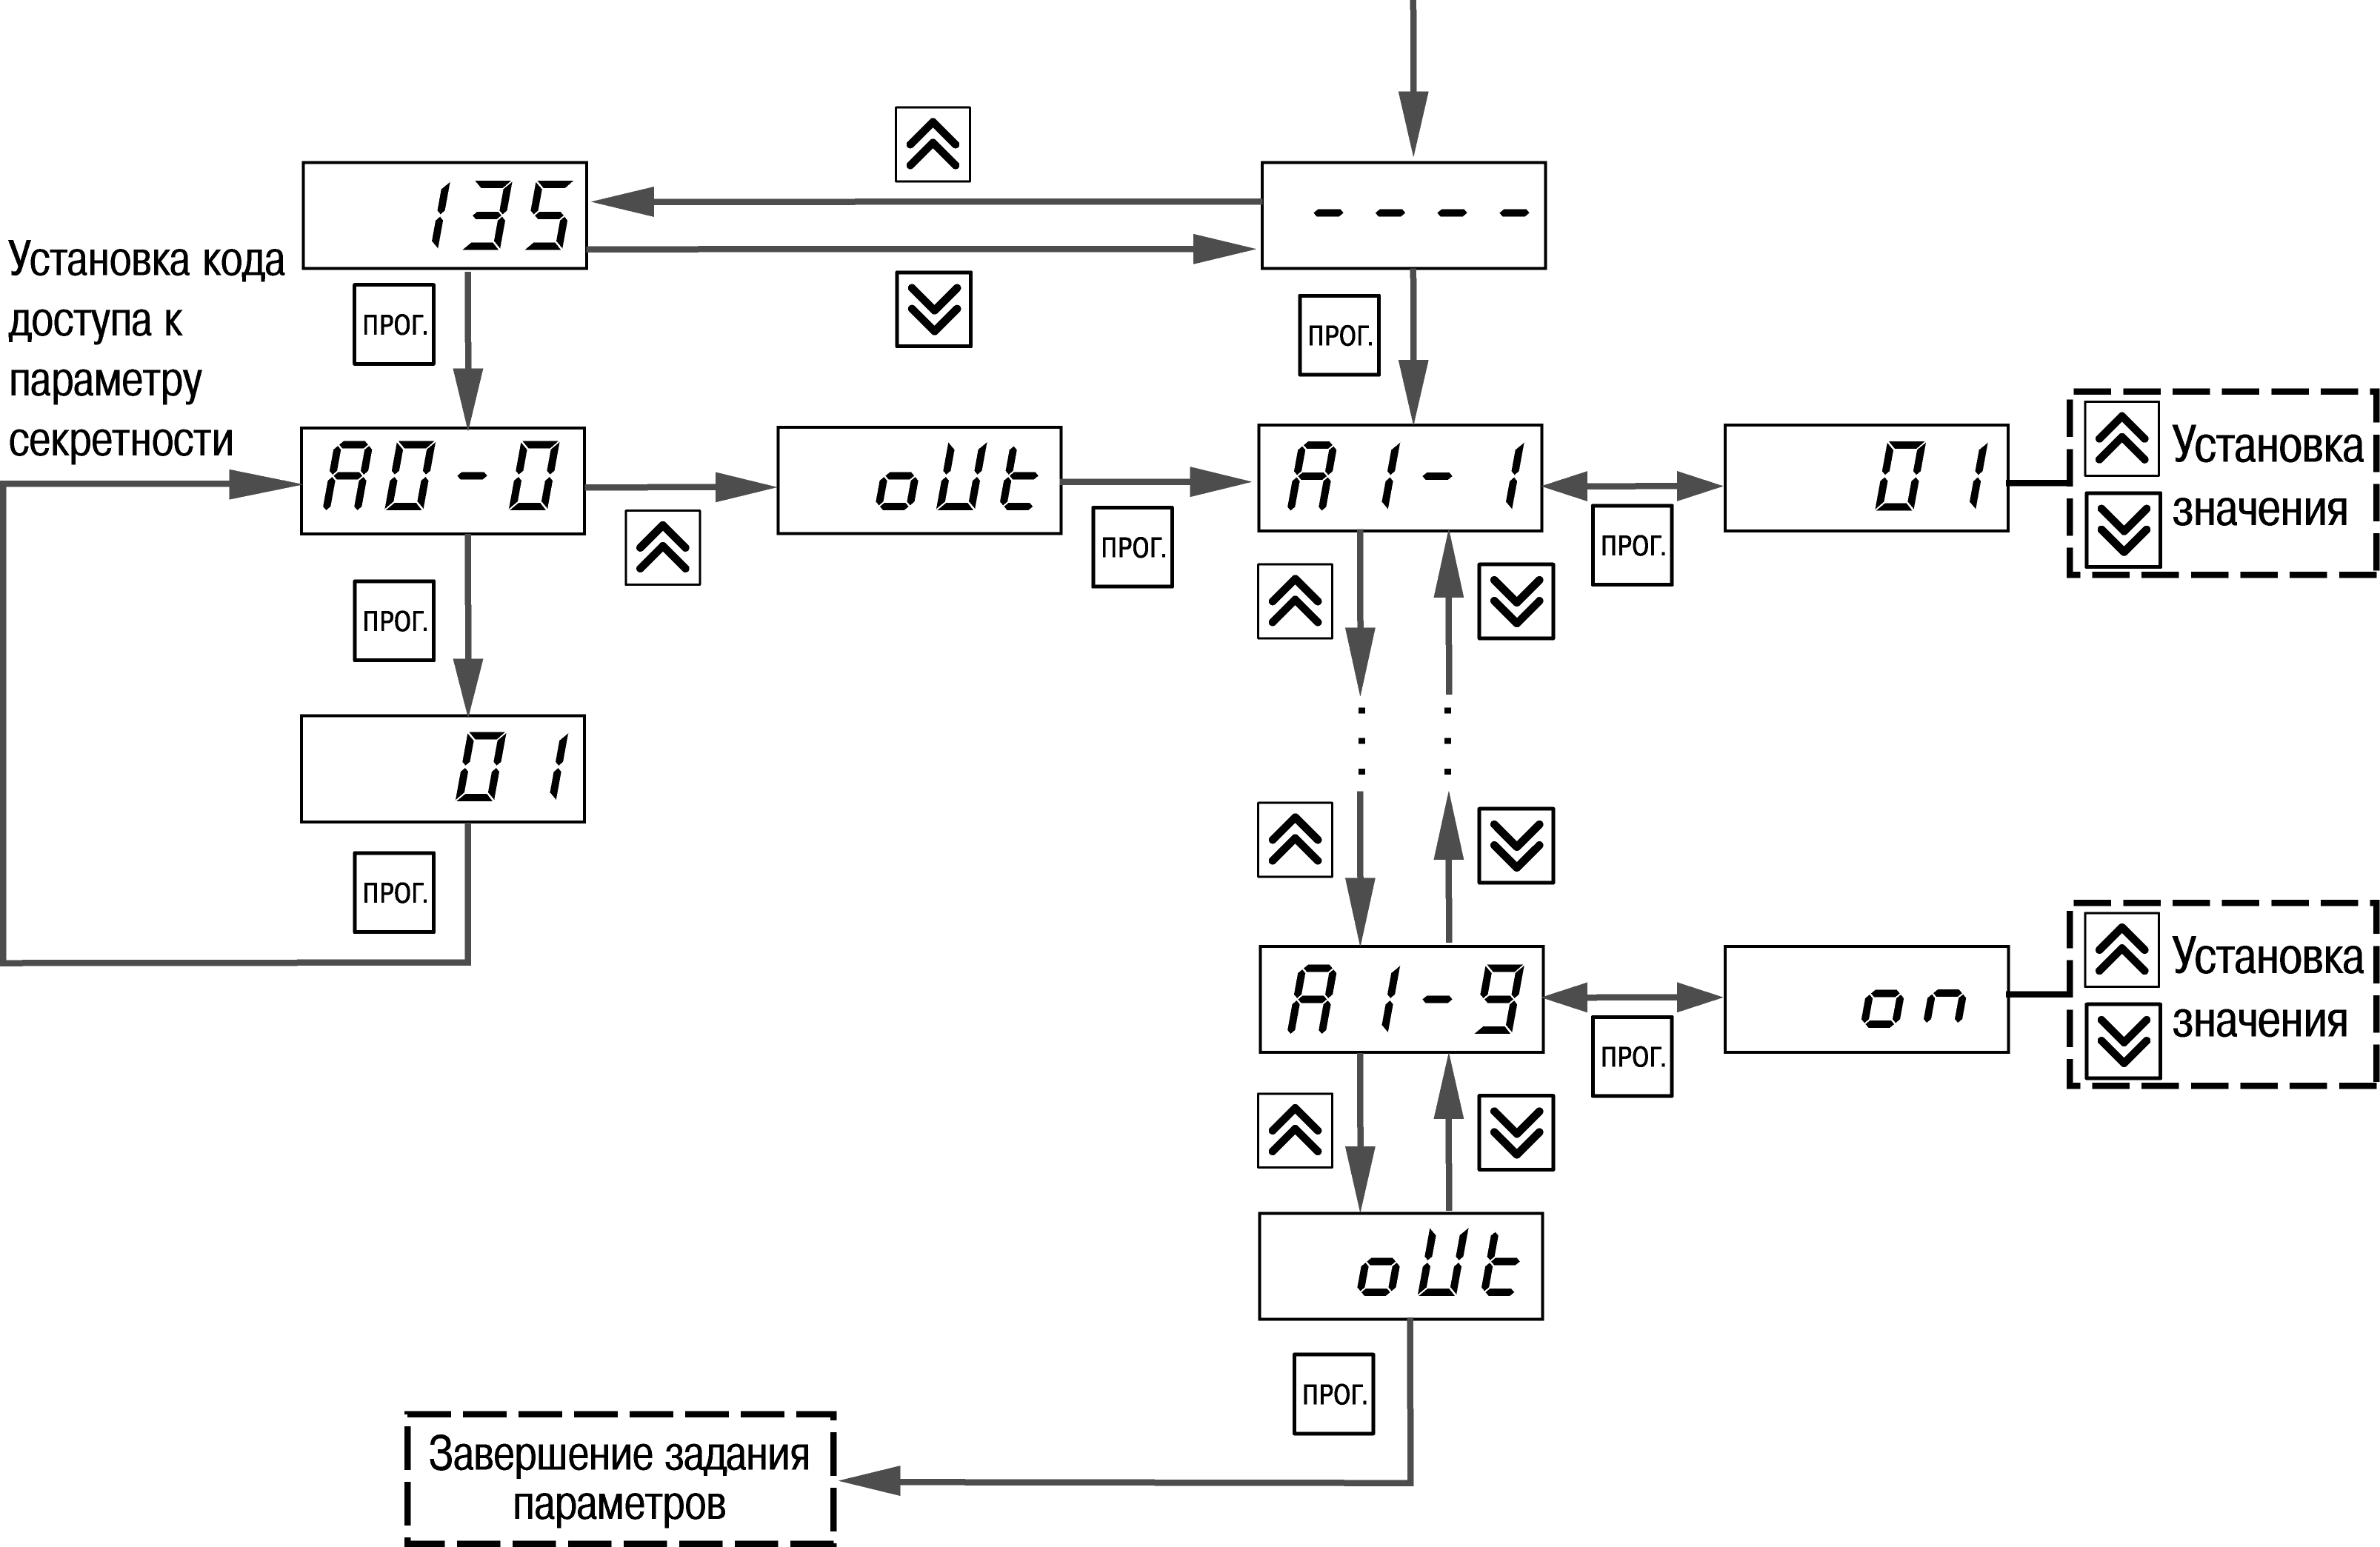 135
- - - -
Установка кода
доступа к
параметру
секретности
ПРОГ.
ПРОГ.
A0-0
oUt
A1-1
01
Установка
значения
ПРОГ.
ПРОГ.
ПРОГ.
01
ПРОГ.
A1-9
on
Установка
значения
ПРОГ.
oUt
ПРОГ.
Завершение задания
параметров